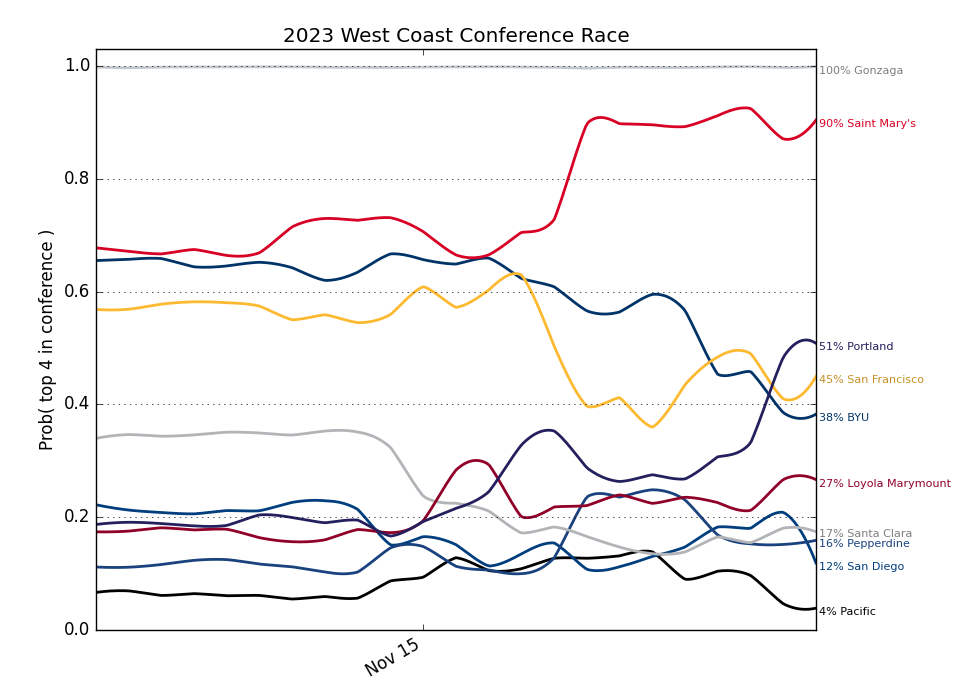 2023 West Coast Conference Race
Prob( top 4 in conference )
1.0
0.8
0.6
0.4
0.2
0.0
Nov 15
100% Gonzaga
90% Saint Mary's
51% Portland
45% San Francisco
38% BYU
27% Loyola Marymount
17% Santa Clara
16% Pepperdine
12% San Diego
4% Pacific